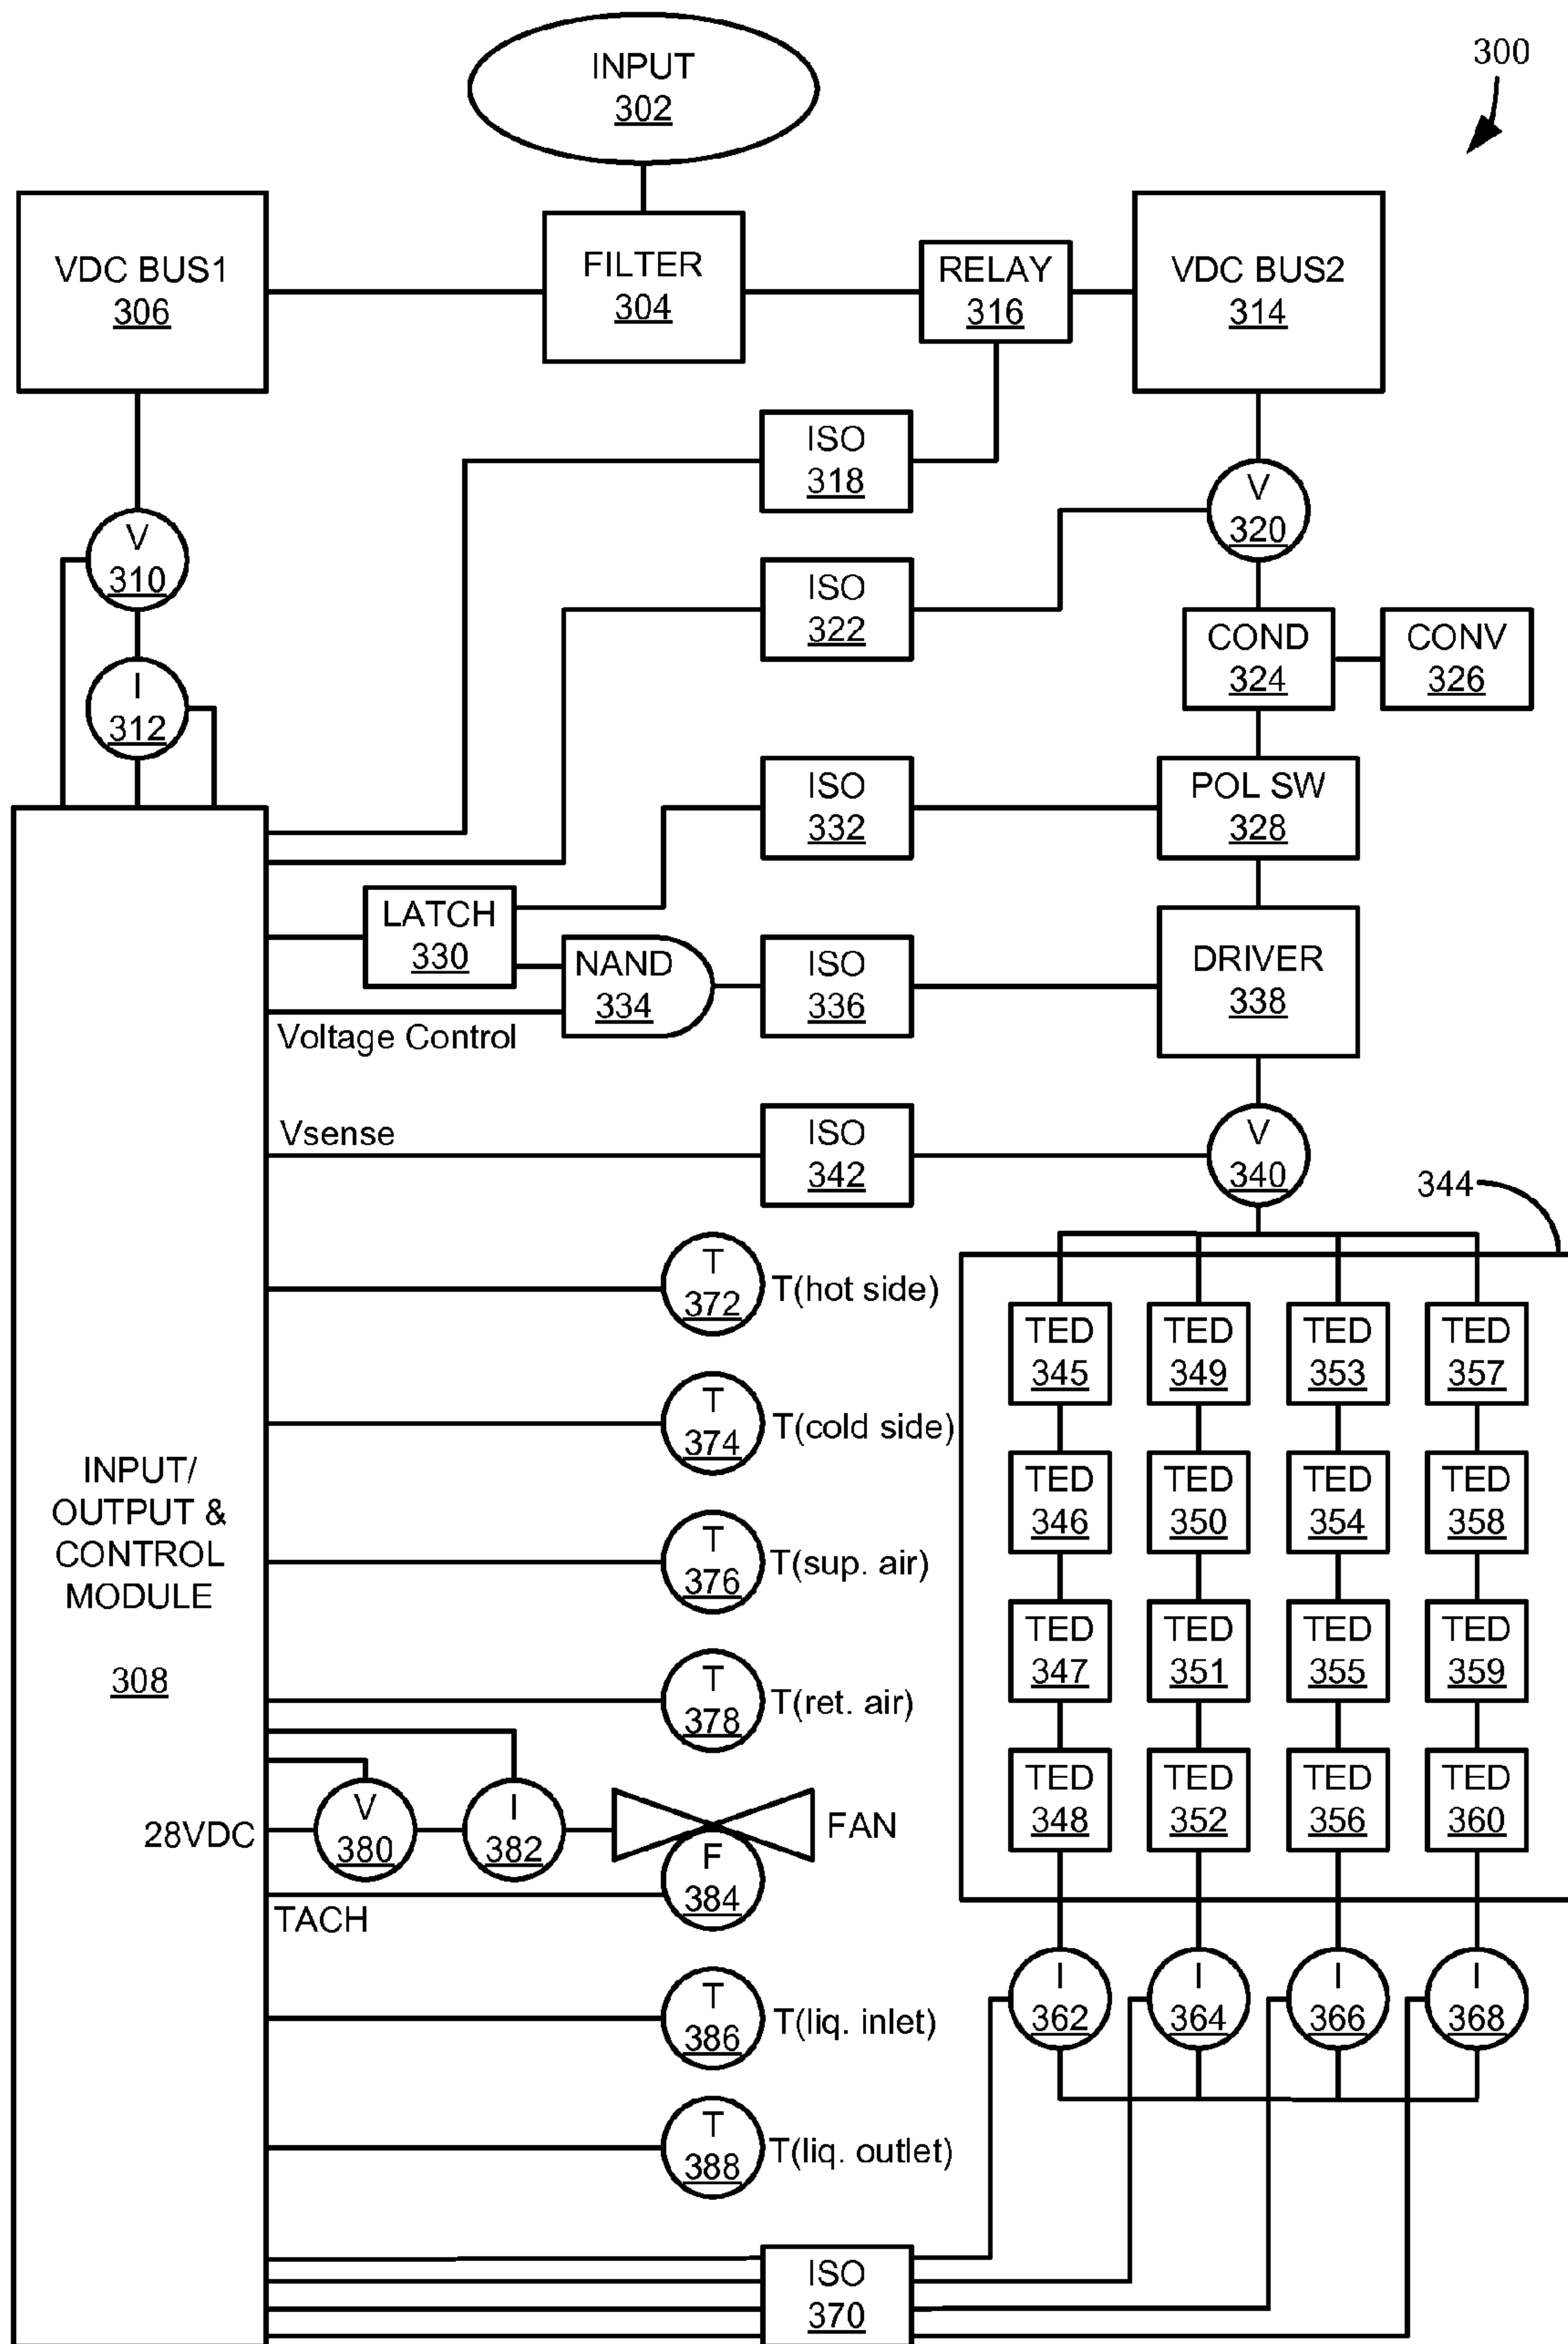 INPUT
302
300
VDC BUS1
306
FILTER
304
RELAY
316
VDC BUS2
314
ISO
318
V
320
V
310
ISO
322
COND
324
CONV
326
I
312
ISO
332
POL SW
328
LATCH
330
NAND
334
ISO
336
DRIVER
338
Voltage Control
Vsense
ISO
342
V
340
344
T
372
T(hot side)
T
374
T(cold side)
T
376
T(sup. air)
T
378
T(ret. air)
INPUT/
OUTPUT &
CONTROL
MODULE
308
TED
345
TED
349
TED
353
TED
357
TED
346
TED
350
TED
354
TED
358
TED
347
TED
351
TED
355
TED
359
TED
348
TED
352
TED
356
TED
360
28VDC
V
380
I
382
FAN
F
384
TACH
I
362
I
364
I
366
I
368
T
386
T(liq. inlet)
T
388
T(liq. outlet)
ISO
370